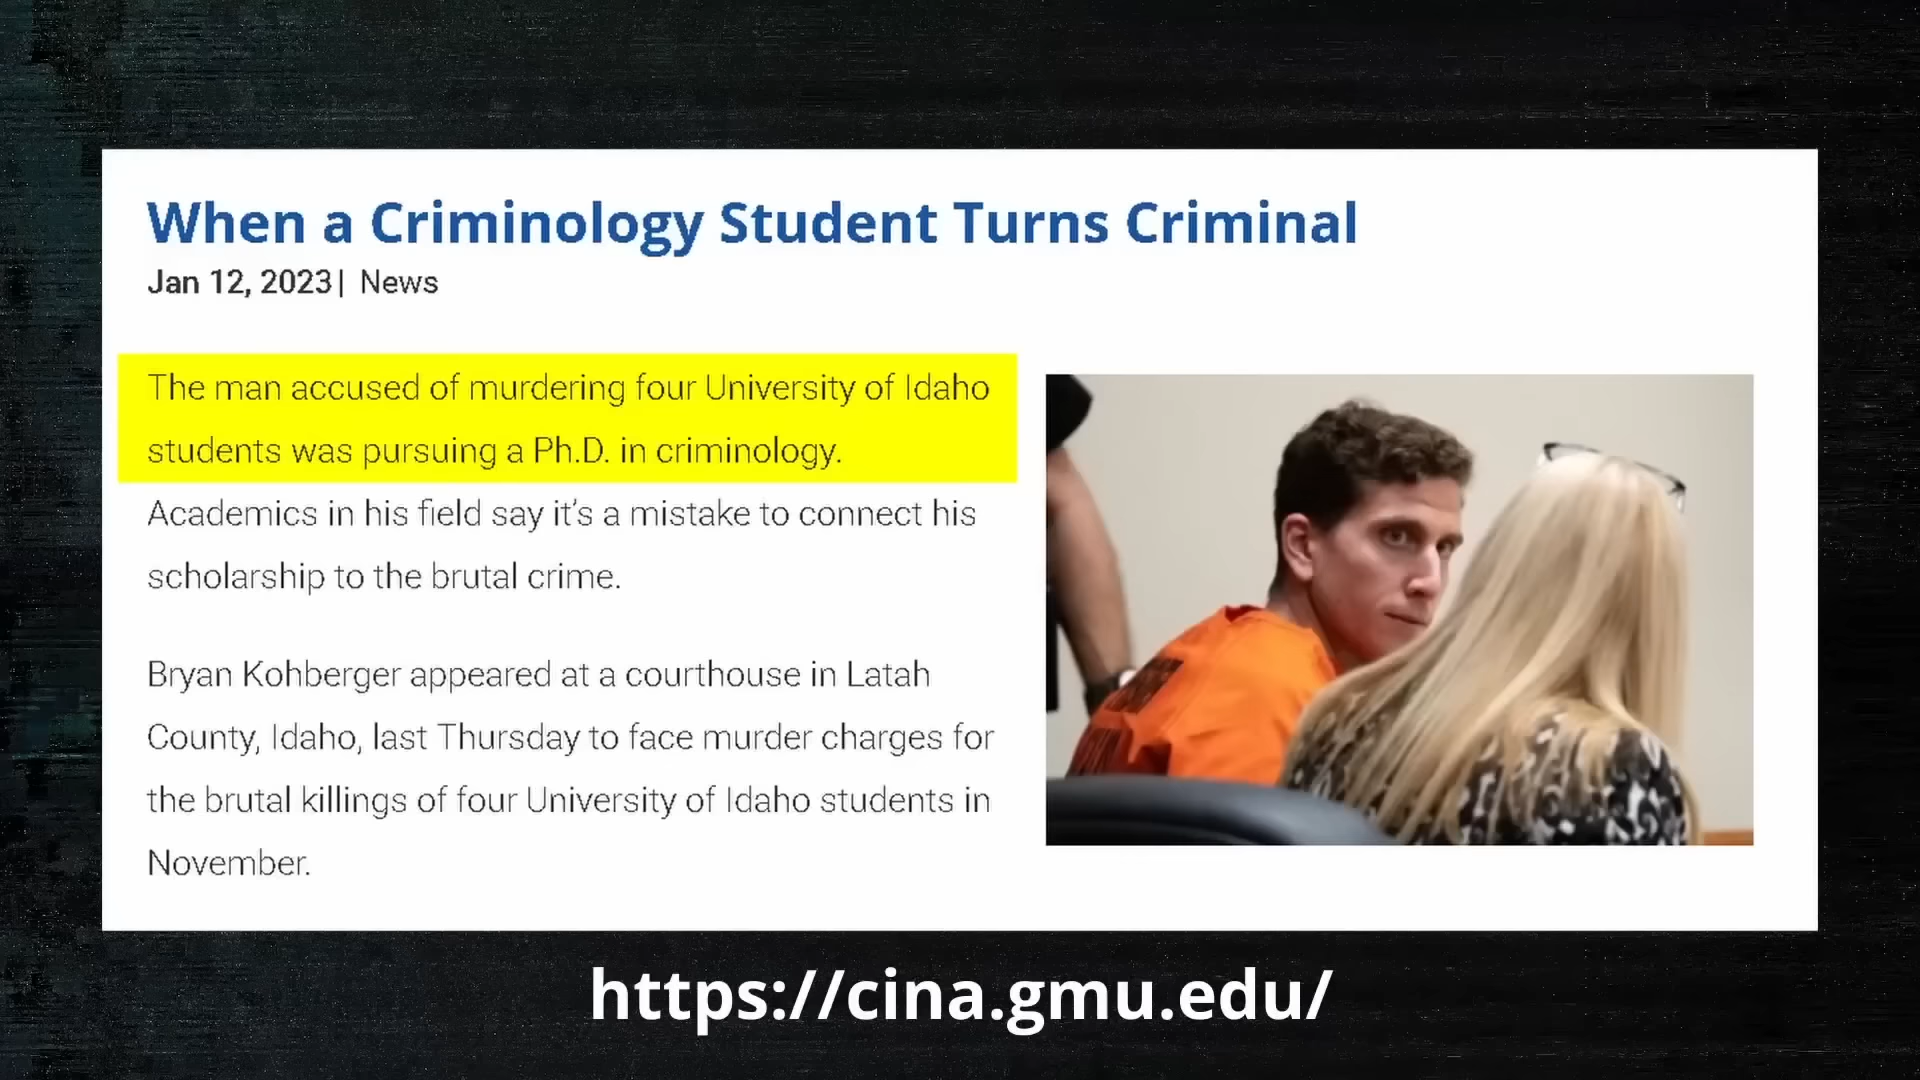 When a Criminology Student Turns Criminal
Jan 12, 2023| News
The man accused of murdering four University of Idaho
students was pursuing a Ph.D. in criminology.
Academics in his field say it’s a mistake to connect his
scholarship to the brutal crime.
Bryan Kohberger appeared at a courthouse in Latah
County, Idaho, last Thursday to face murder charges for
the brutal killings of four University of Idaho students in
November.
https://cina.gmu.edu/